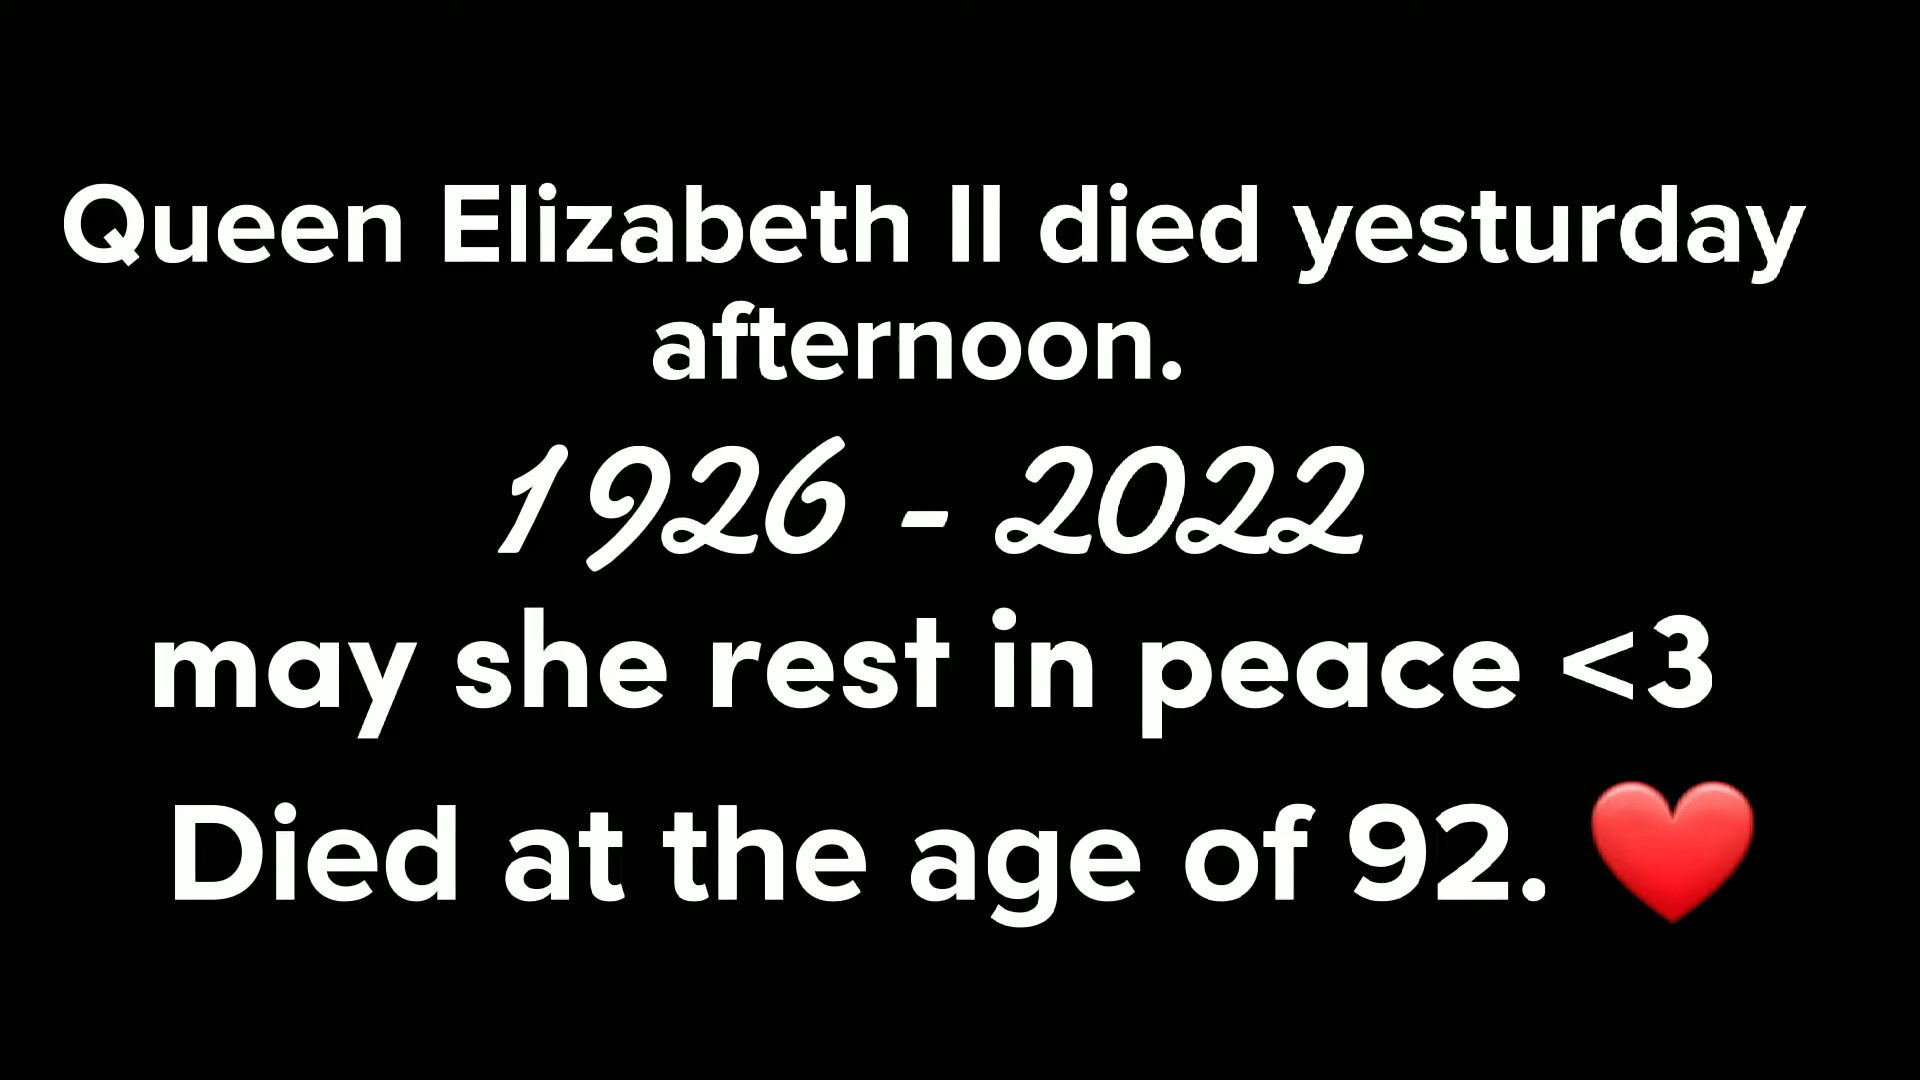 Queen Elizabeth II died yesturday
afternoon.
1926 - 2022
may she rest in peace <3
Died at the age of 92. ❤️